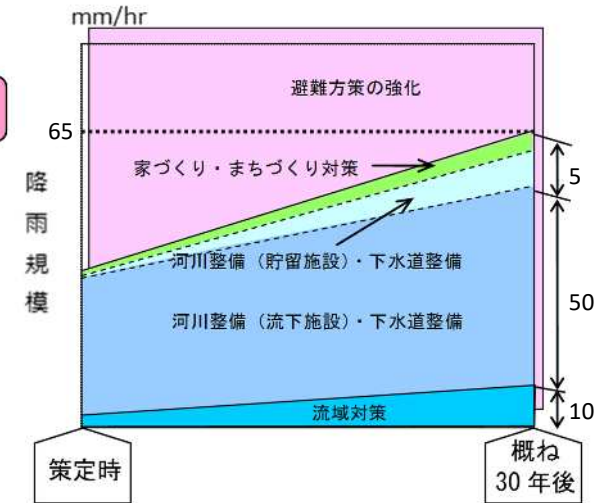 mm/hr
避難方策の強化
65
家づくり・まちづくり対策
5
降雨規模
河川整備（貯留施設）・下水道整備
50
河川整備（流下施設）・下水道整備
流域対策
10
策定時
概ね
30 年後